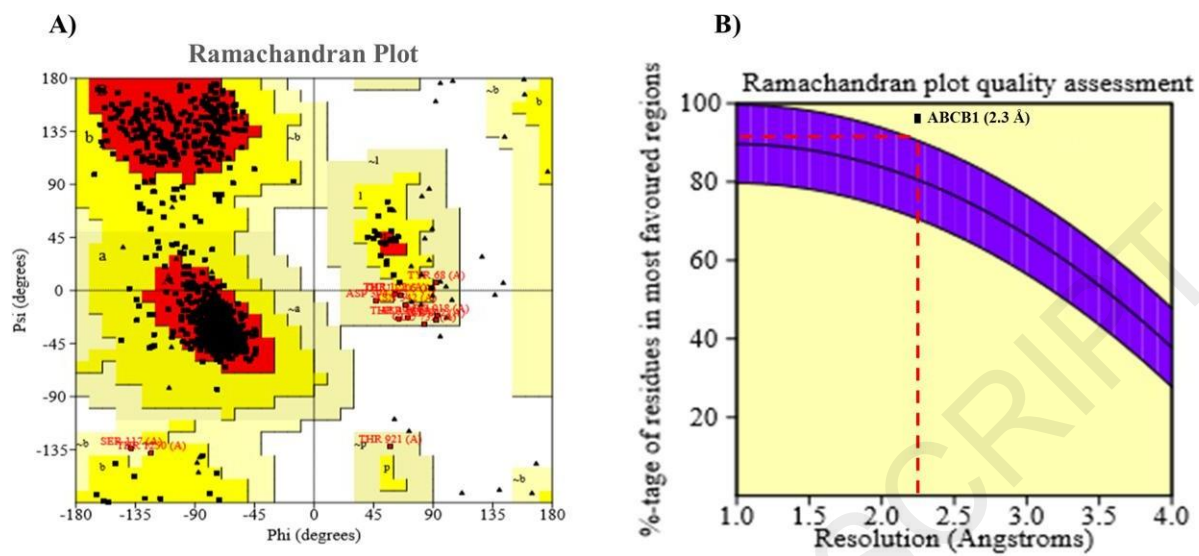 A)
Ramachandran Plot
180
135
90
45
0
-45
-90
-135
-180
-135
-90
-45
0
45
90
135
180
Psi (degrees)
Phi (degrees)
b
~b
~b
b
~l
l
a
~a
TYR 68 (A)
THR 921 (A)
~b
b
p
~b
B)
Ramachandran plot quality assessment
%-tage of residues in most favoured regions
100
80
60
40
20
ABCB1 (2.3 Å)
1.0 1.5 2.0 2.5 3.0 3.5 4.0
Resolution (Angstroms)